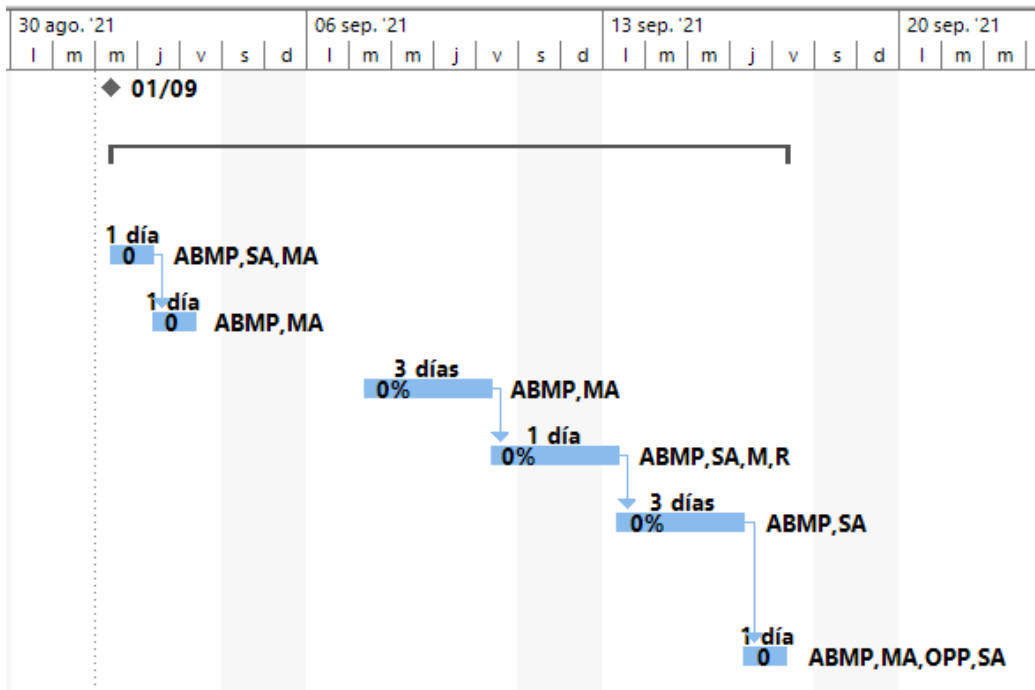 30 ago. '21 06 sep. '21 13 sep. '21 20 sep. '21
l m m j v s d l m m j v s d l m m j v s d l m m
01/09
1 día
0 ABMP,SA,MA
1 día
0 ABMP,MA
3 días
0% ABMP,MA
1 día
0% ABMP,SA,M,R
3 días
0% ABMP,SA
1 día
0 ABMP,MA,OPP,SA